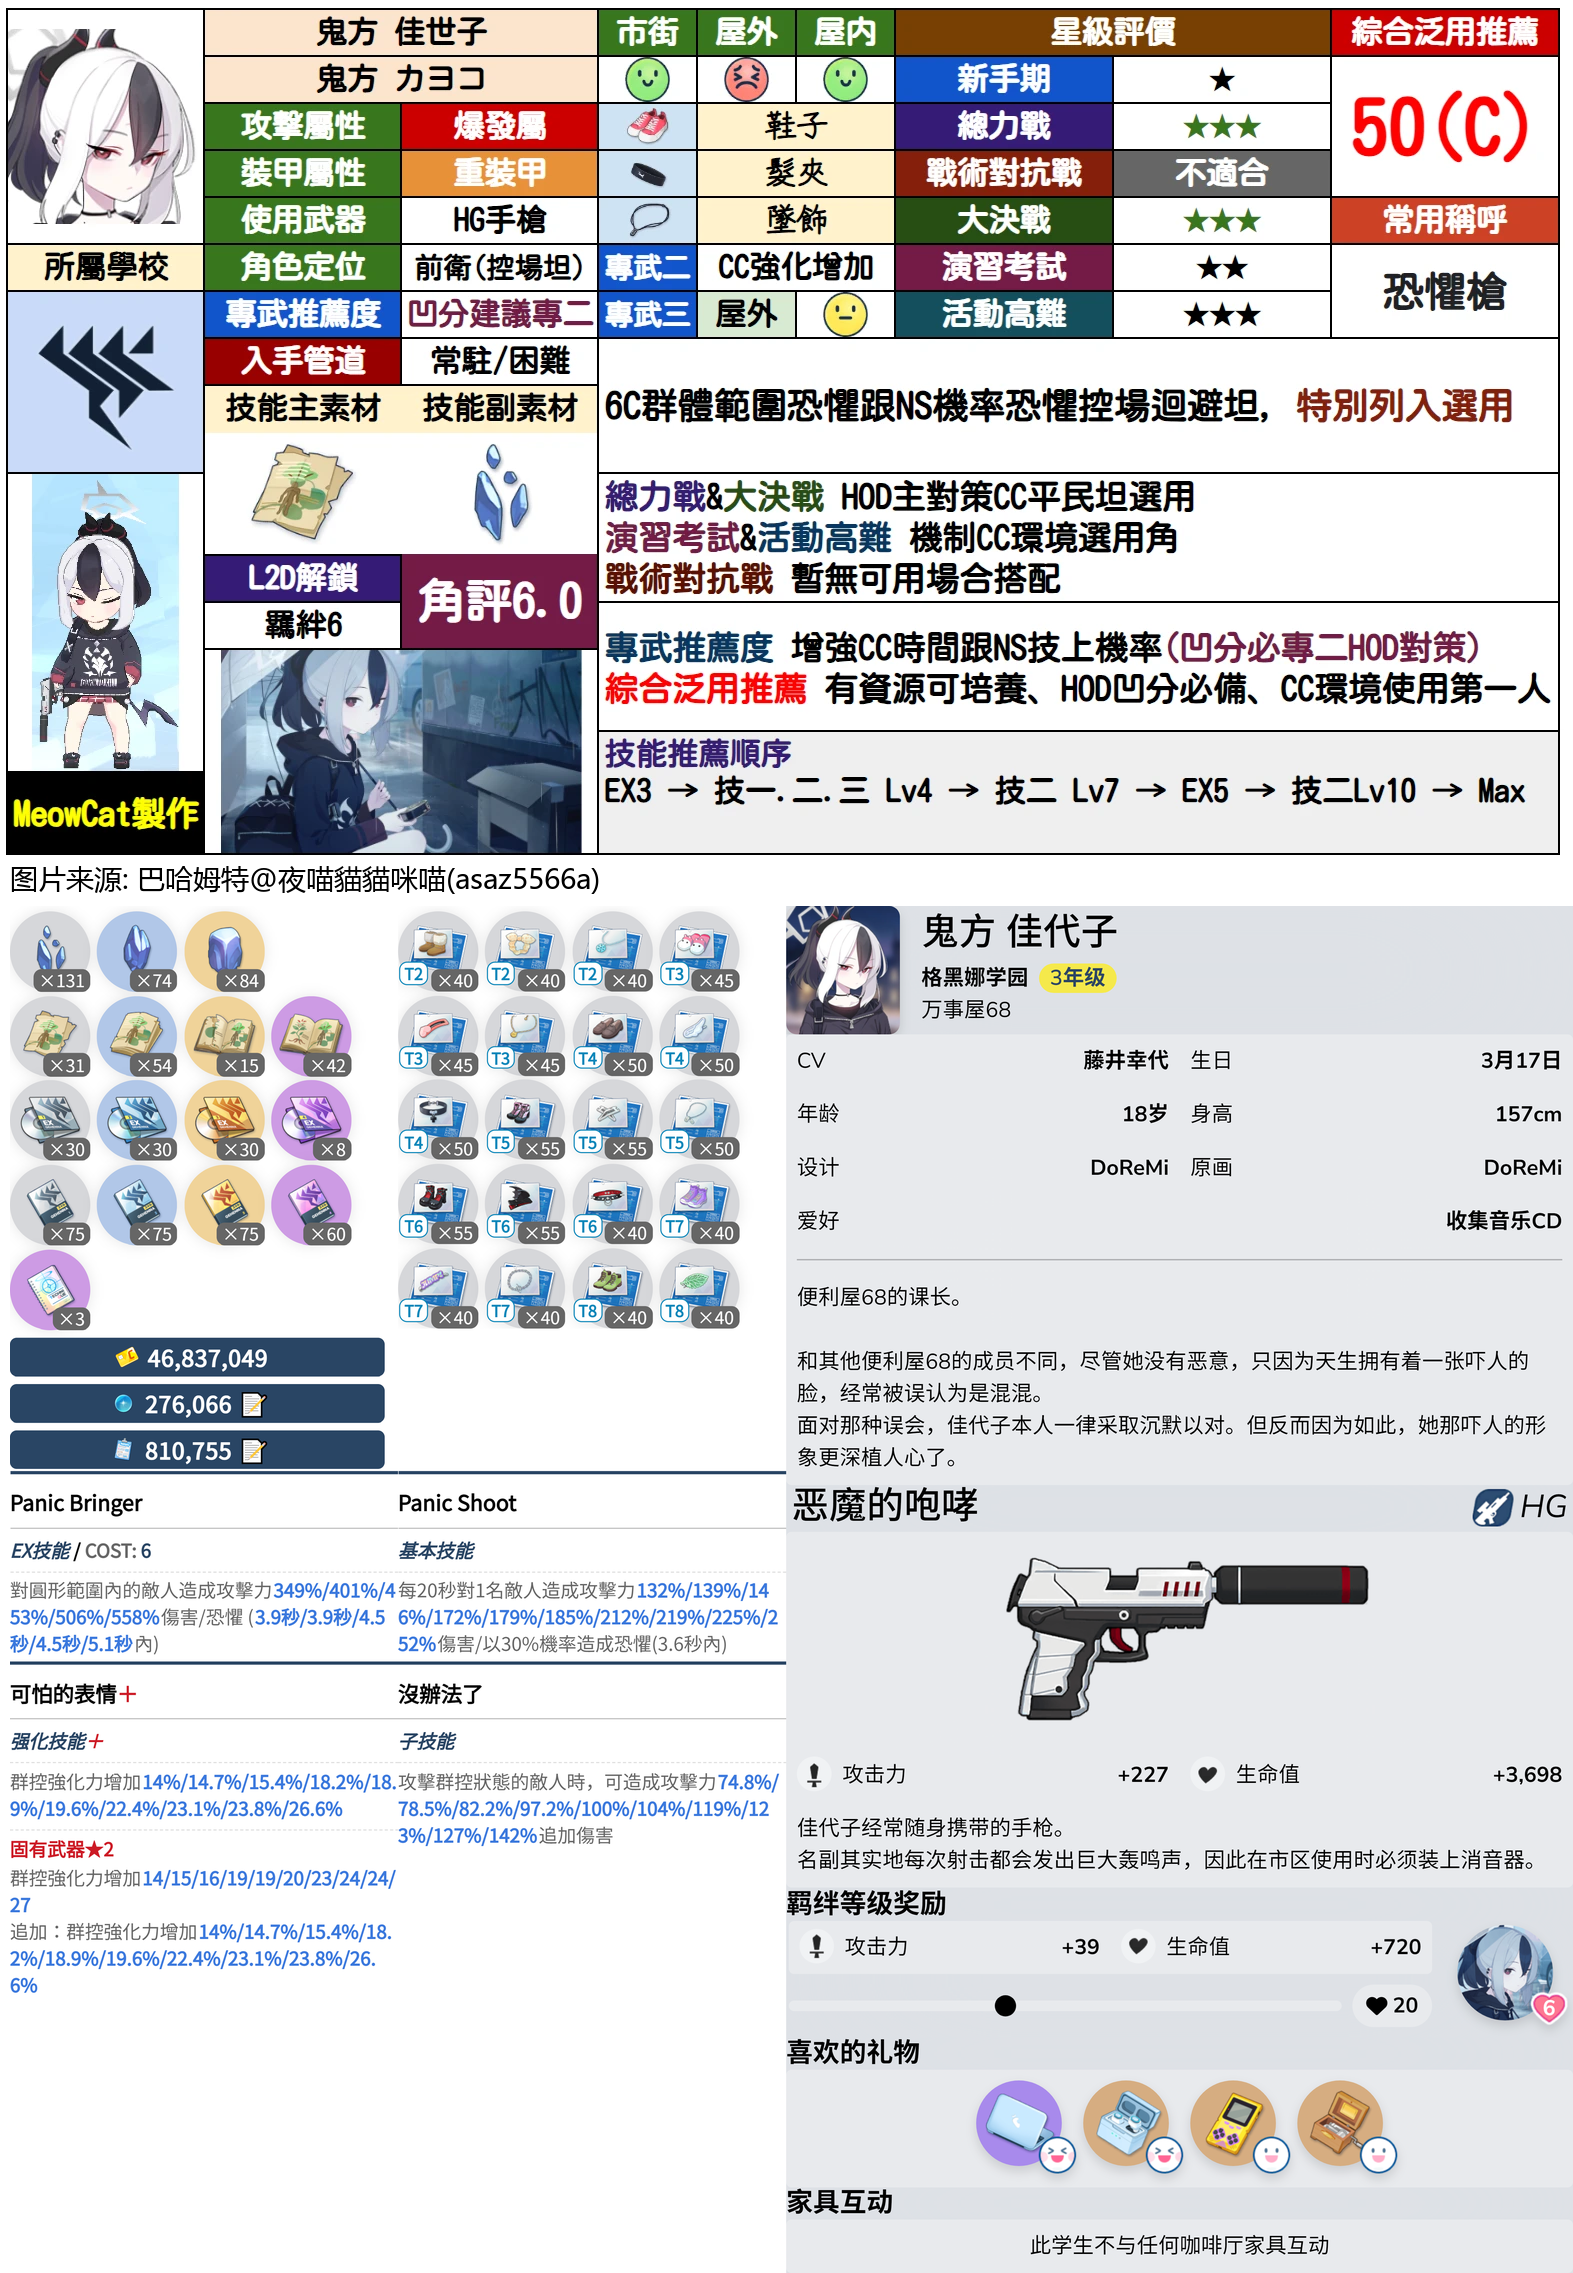 鬼方 佳世子
市街 屋外 屋内
星級評價
綜合泛用推薦
鬼方 カヨコ
新手期 ★
50(C)
攻擊屬性 爆發屬
鞋子
總力戰 ★★★
裝甲屬性 重裝甲
髮夾
戰術對抗戰 不適合
使用武器 HG手槍
墜飾
大決戰 ★★★
常用稱呼
所屬學校
角色定位 前衛(控場坦)
專武二 CC強化增加
演習考試 ★★
恐懼槍
專武推薦度 凹分建議專二
專武三 屋外
活動高難 ★★★
入手管道 常駐/困難
技能主素材 技能副素材
6C群體範圍恐懼跟NS機率恐懼控場迴避坦, 特別列入選用
總力戰&大決戰 HOD主對策CC平民坦選用
演習考試&活動高難 機制CC環境選用角
戰術對抗戰 暫無可用場合搭配
L2D解鎖
羈絆6
角評6.0
專武推薦度 增強CC時間跟NS技上機率(凹分必專二HOD對策)
綜合泛用推薦 有資源可培養、HOD凹分必備、CC環境使用第一人
技能推薦順序
EX3 → 技一.二.三 Lv4 → 技二 Lv7 → EX5 → 技二Lv10 → Max
MeowCat製作
图片来源: 巴哈姆特@夜喵貓貓咪喵(asaz5566a)
×131 ×74 ×84
×31 ×54 ×15 ×42
×30 ×30 ×30 ×8
×75 ×75 ×75 ×60
×3
46,837,049
276,066
810,755
T2 ×40 T2 ×40 T2 ×40 T3 ×45
T3 ×45 T3 ×45 T4 ×50 T4 ×50
T4 ×50 T5 ×55 T5 ×55 T5 ×50
T6 ×55 T6 ×55 T6 ×40 T7 ×40
T7 ×40 T7 ×40 T8 ×40 T8 ×40
Panic Bringer
EX技能 / COST: 6
對圓形範圍內的敵人造成攻擊力349%/401%/4
53%/506%/558%傷害/恐懼 (3.9秒/3.9秒/4.5
秒/4.5秒/5.1秒內)
Panic Shoot
基本技能
每20秒對1名敵人造成攻擊力132%/139%/14
6%/172%/179%/185%/212%/219%/225%/2
52%傷害/以30%機率造成恐懼(3.6秒內)
可怕的表情+
强化技能+
群控強化力增加14%/14.7%/15.4%/18.2%/18.
9%/19.6%/22.4%/23.1%/23.8%/26.6%
固有武器★2
群控強化力增加14/15/16/19/19/20/23/24/24/
27
追加：群控強化力增加14%/14.7%/15.4%/18.
2%/18.9%/19.6%/22.4%/23.1%/23.8%/26.
6%
沒辦法了
子技能
攻擊群控狀態的敵人時，可造成攻擊力74.8%/
78.5%/82.2%/97.2%/100%/104%/119%/12
3%/127%/142%追加傷害
鬼方 佳代子
格黑娜学园 3年级
万事屋68
CV 藤井幸代 生日 3月17日
年龄 18岁 身高 157cm
设计 DoReMi 原画 DoReMi
爱好 收集音乐CD
便利屋68的课长。
和其他便利屋68的成员不同，尽管她没有恶意，只因为天生拥有着一张吓人的
脸，经常被误认为是混混。
面对那种误会，佳代子本人一律采取沉默以对。但反而因为如此，她那吓人的形
象更深植人心了。
恶魔的咆哮 HG
攻击力 +227 生命值 +3,698
佳代子经常随身携带的手枪。
名副其实地每次射击都会发出巨大轰鸣声，因此在市区使用时必须装上消音器。
羁绊等级奖励
攻击力 +39 生命值 +720
20
6
喜欢的礼物
家具互动
此学生不与任何咖啡厅家具互动